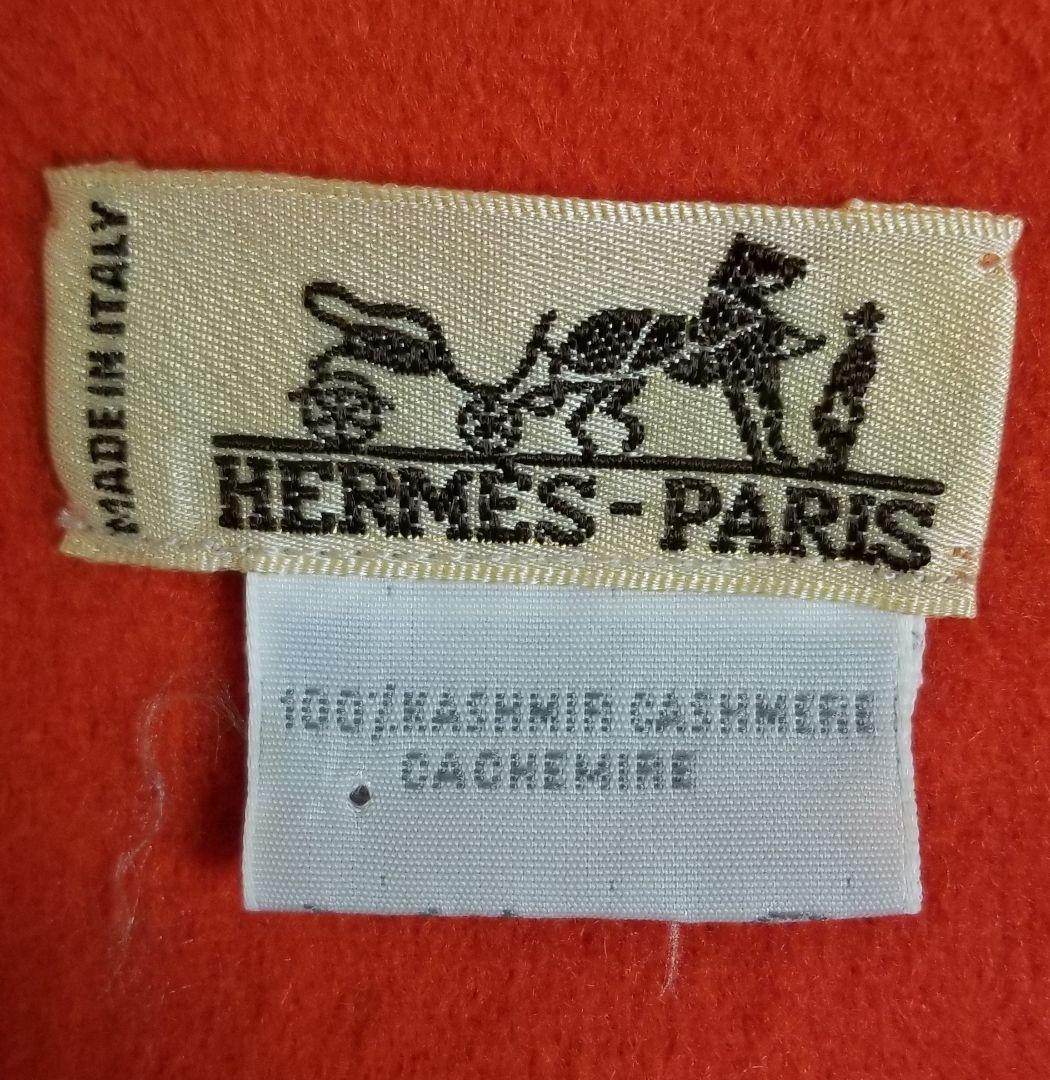 MADE IN ITALY
HERMES-PARIS
100% KASHMIR CASHMERE
CACHEMIRE